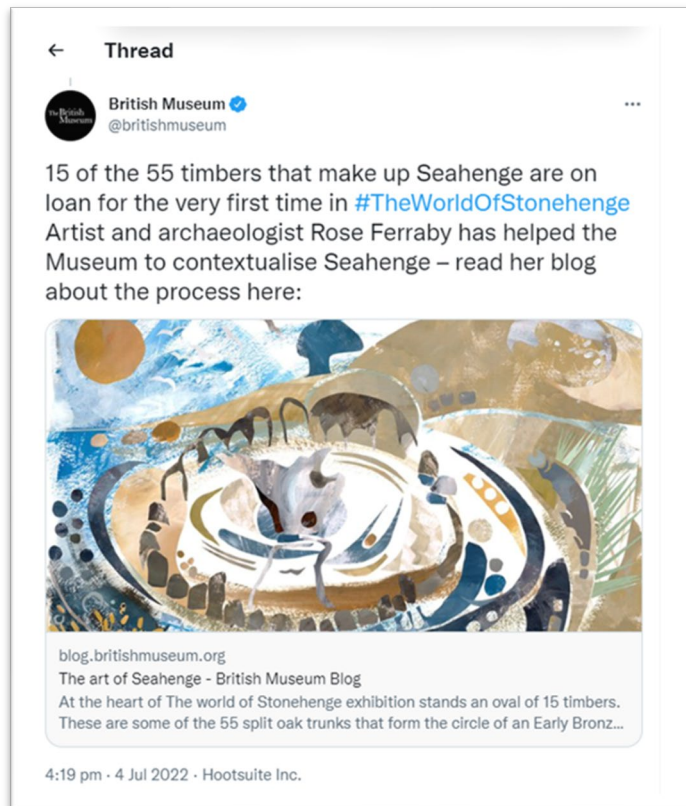 Thread
The British
Museum
British Museum
@britishmuseum
15 of the 55 timbers that make up Seahenge are on
loan for the very first time in #TheWorldOfStonehenge
Artist and archaeologist Rose Ferraby has helped the
Museum to contextualise Seahenge – read her blog
about the process here:
blog.britishmuseum.org
The art of Seahenge - British Museum Blog
At the heart of The world of Stonehenge exhibition stands an oval of 15 timbers.
These are some of the 55 split oak trunks that form the circle of an Early Bronz...
4:19 pm · 4 Jul 2022 · Hootsuite Inc.